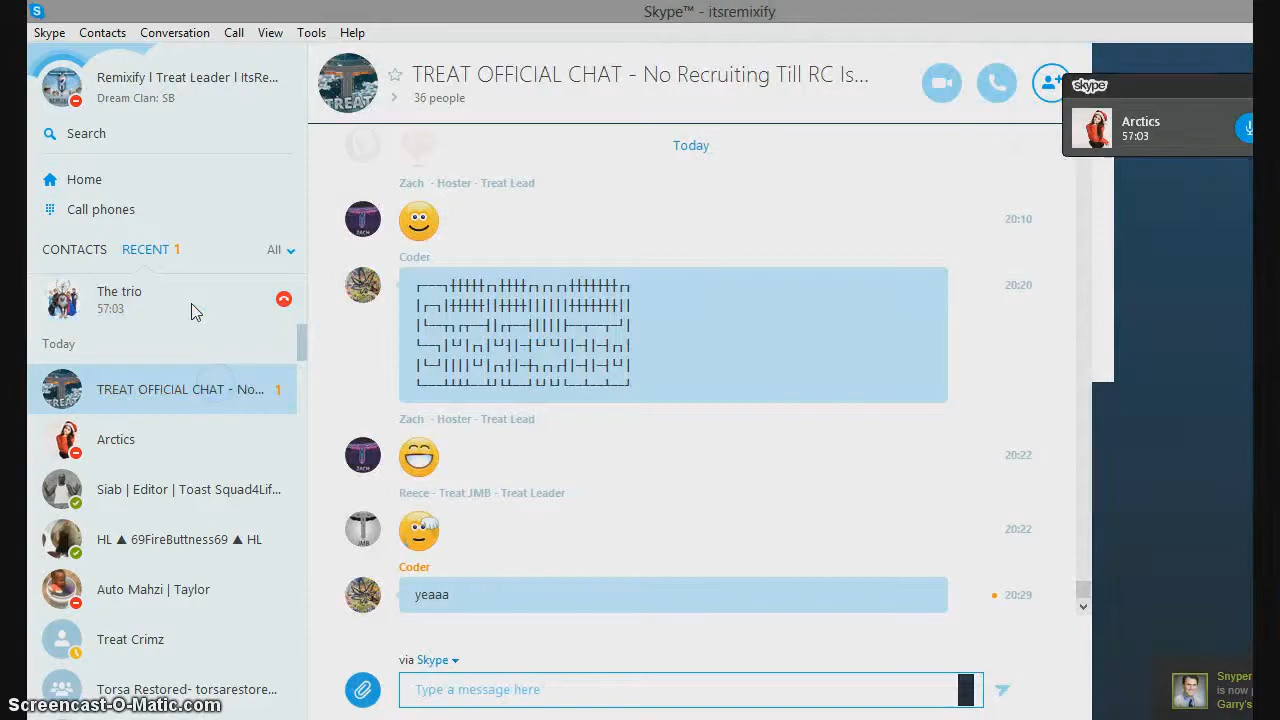 Skype™ - itsremixify
Skype Contacts Conversation Call View Tools Help
Remixify l Treat Leader l ItsRe...
Dream Clan: SB
Search
Home
Call phones
CONTACTS RECENT 1 All
The trio
57:03
Today
TREAT OFFICIAL CHAT - No... 1
Arctics
Siab | Editor | Toast Squad4Lif...
HL ▲ 69FireButtness69 ▲ HL
Auto Mahzi | Taylor
Treat Crimz
Torsa Restored- torsarestore...
TREAT OFFICIAL CHAT - No Recruiting Till RC Is...
36 people
TREAT
Today
Zach - Hoster - Treat Lead
20:10
Coder
20:20
Zach - Hoster - Treat Lead
20:22
Reece - Treat JMB - Treat Leader
20:22
Coder
yeaaa
20:29
via Skype
Type a message here
skype
Arctics
57:03
Snyper
is now p
Garry's
Screencast-O-Matic.com